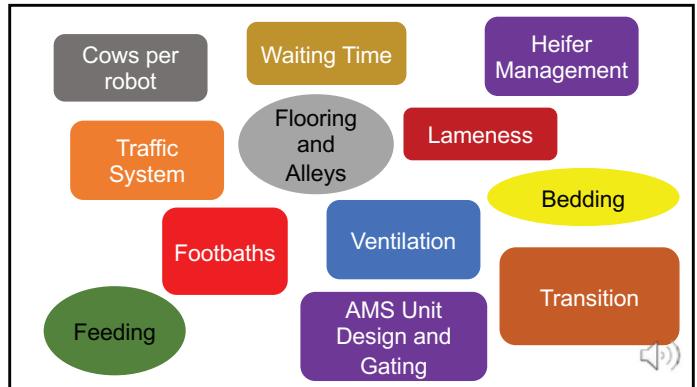 Cows per
robot
Waiting Time
Heifer
Management
Traffic
System
Flooring
and
Alleys
Lameness
Bedding
Footbaths
Ventilation
Transition
Feeding
AMS Unit
Design and
Gating